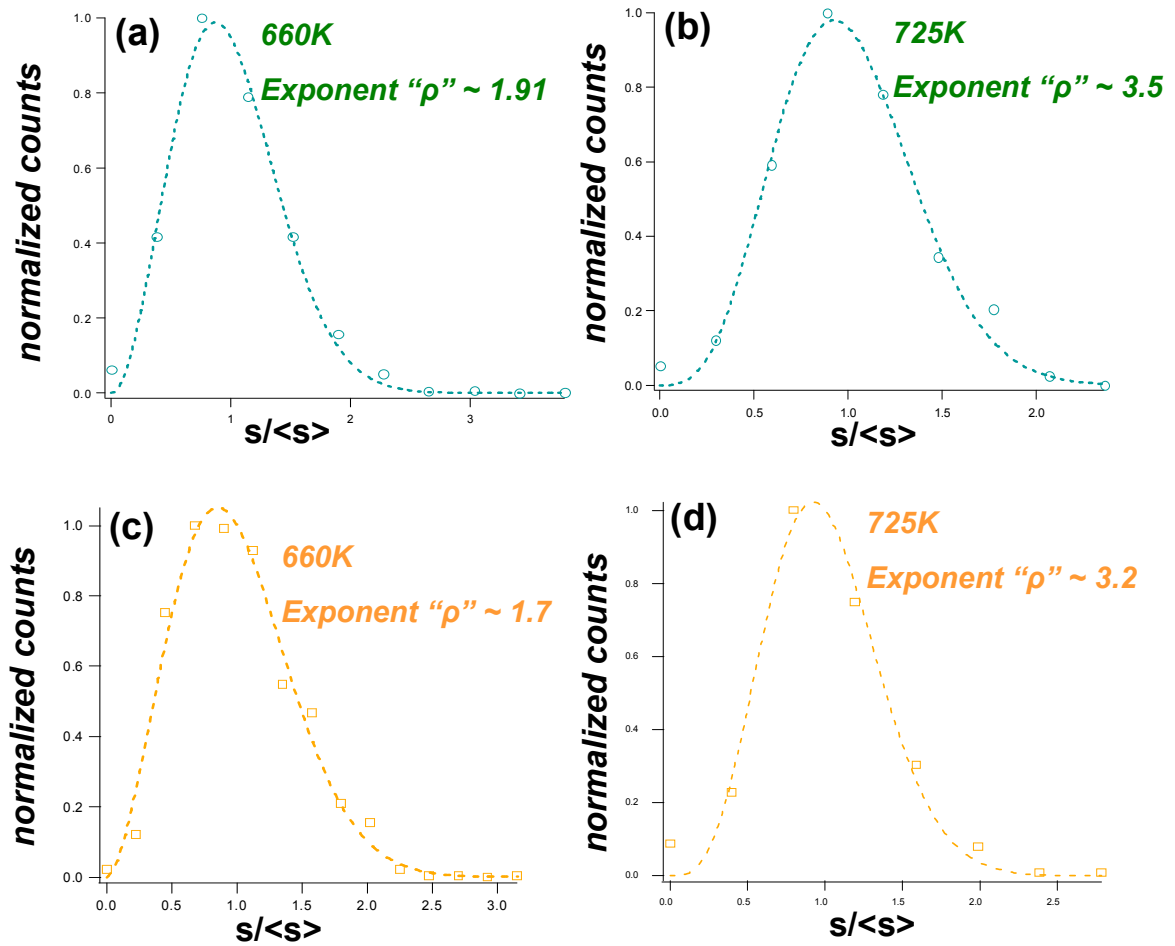 (a)
660K
Exponent “ρ” ~ 1.91
normalized counts
1.0
0.8
0.6
0.4
0.2
0.0
0
1
2
3
s/<s>
(b)
725K
Exponent “ρ” ~ 3.5
normalized counts
1.0
0.8
0.6
0.4
0.2
0.0
0.0
0.5
1.0
1.5
2.0
s/<s>
(c)
660K
Exponent “ρ” ~ 1.7
normalized counts
1.0
0.8
0.6
0.4
0.2
0.0
0.0
0.5
1.0
1.5
2.0
2.5
3.0
s/<s>
(d)
725K
Exponent “ρ” ~ 3.2
normalized counts
1.0
0.8
0.6
0.4
0.2
0.0
0.0
0.5
1.0
1.5
2.0
2.5
s/<s>